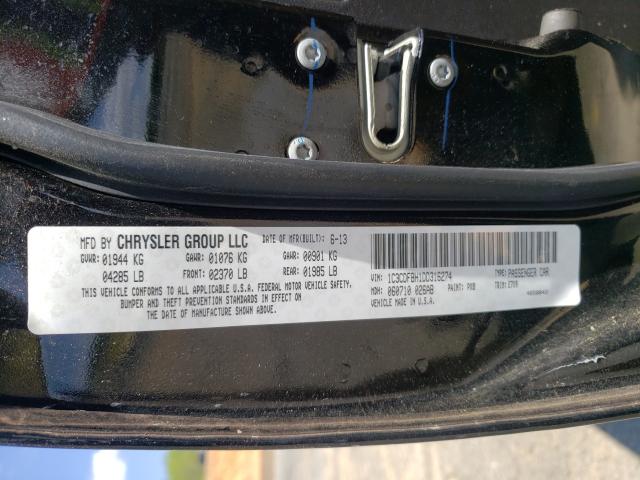 MFD BY CHRYSLER GROUP LLC DATE OF MFR(BUILT): 6-13
GVWR: 01944 KG GAWR: 01076 KG GAWR: 00901 KG
04285 LB FRONT: 02370 LB REAR: 01985 LB
THIS VEHICLE CONFORMS TO ALL APPLICABLE U.S.A. FEDERAL MOTOR VEHICLE SAFETY,
BUMPER AND THEFT PREVENTION STANDARDS IN EFFECT ON
THE DATE OF MANUFACTURE SHOWN ABOVE.
VIN: 1C3CDFBH1DD316274 TYPE: PASSENGER CAR
MDH: 060710 026AB PAINT: PX8 TRIM:
VEHICLE MADE IN U.S.A.